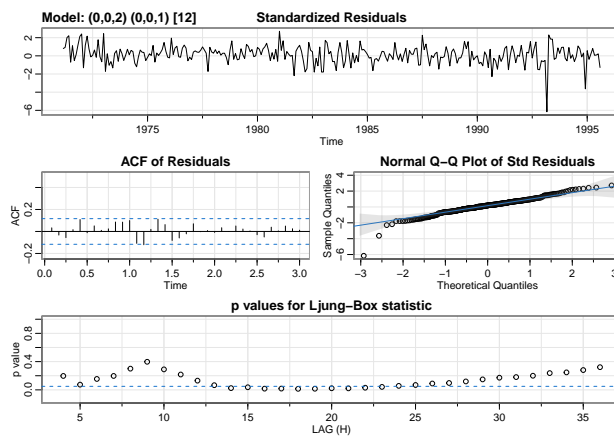 Model: (0,0,2) (0,0,1) [12] Standardized Residuals
2
0
−2
−6
1975 1980 1985 1990 1995
Time
ACF of Residuals
ACF
0.2
−0.2
0.0 0.5 1.0 1.5 2.0 2.5 3.0
Time
Normal Q−Q Plot of Std Residuals
Sample Quantiles
4
2
−2
−6
−3 −2 −1 0 1 2 3
Theoretical Quantiles
p values for Ljung−Box statistic
p value
0.8
0.4
0.0
5 10 15 20 25 30 35
LAG (H)